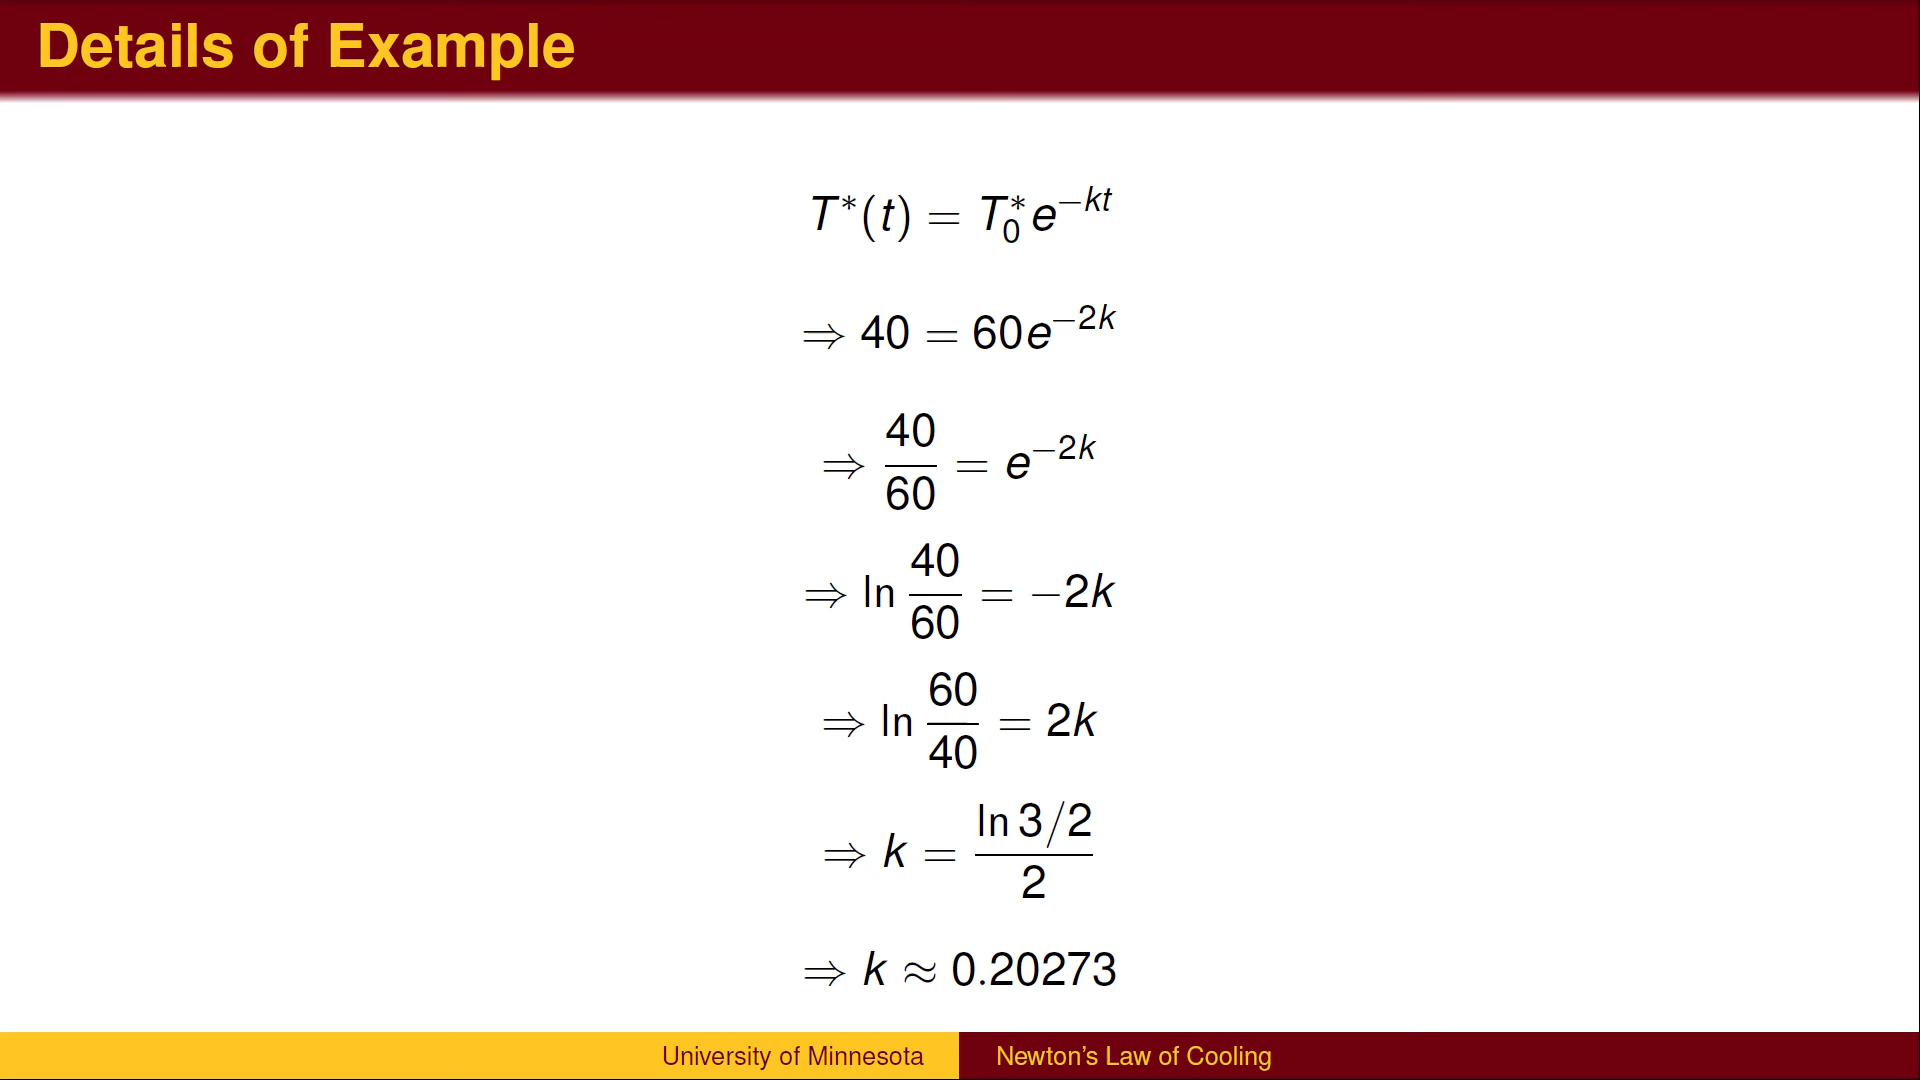 Details of Example
T*(t) = T₀*e^{−kt}
⇒ 40 = 60e^{−2k}
⇒ 40/60 = e^{−2k}
⇒ ln 40/60 = −2k
⇒ ln 60/40 = 2k
⇒ k = (ln 3/2)/2
⇒ k ≈ 0.20273
University of Minnesota
Newton's Law of Cooling